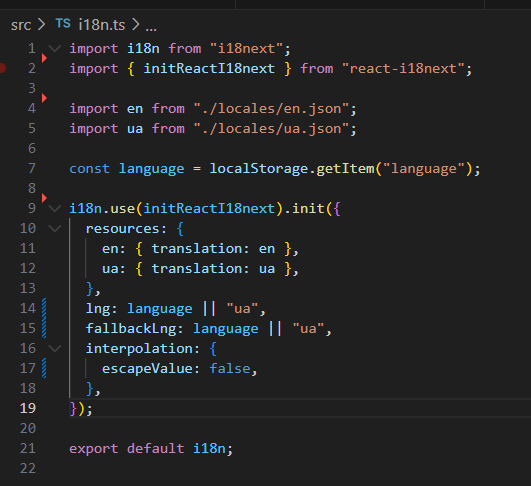 src > TS i18n.ts > ...
1 import i18n from "i18next";
2 import { initReactI18next } from "react-i18next";
3
4 import en from "./locales/en.json";
5 import ua from "./locales/ua.json";
6
7 const language = localStorage.getItem("language");
8
9 i18n.use(initReactI18next).init({
10 resources: {
11 en: { translation: en },
12 ua: { translation: ua },
13 },
14 lng: language || "ua",
15 fallbackLng: language || "ua",
16 interpolation: {
17 escapeValue: false,
18 },
19 });
20
21 export default i18n;
22